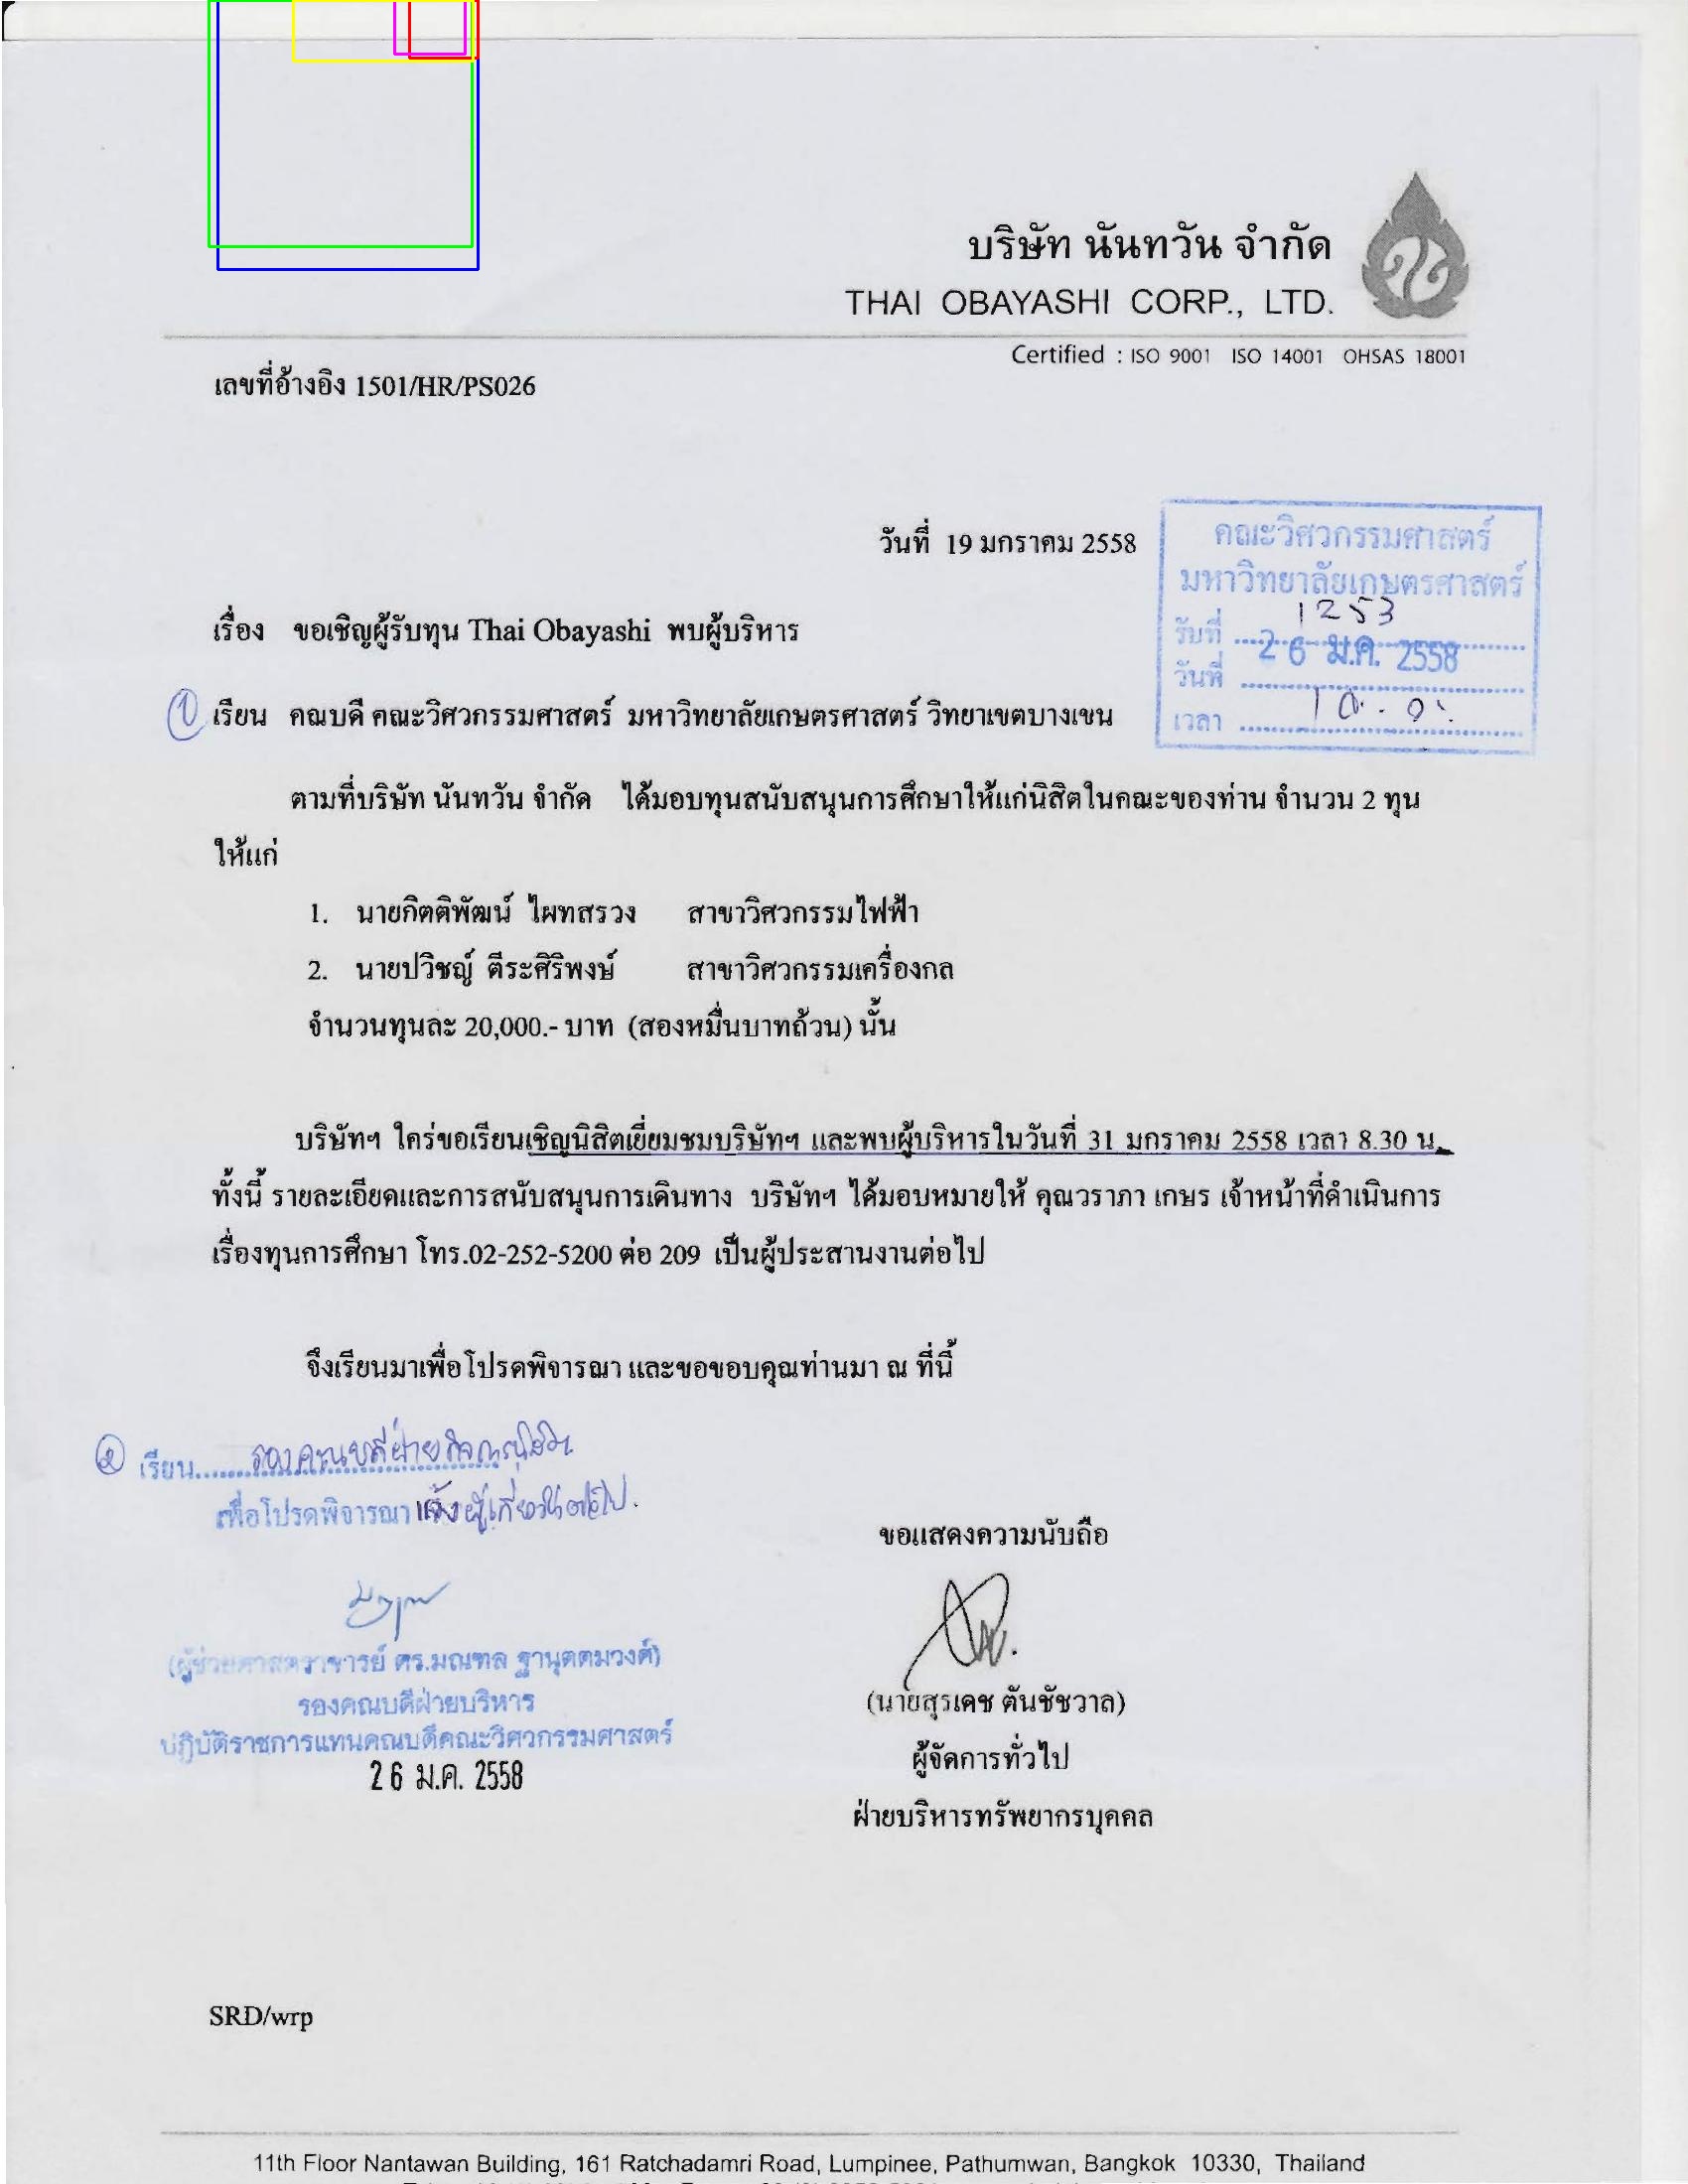 บริษัท นันทวัน จำกัด
THAI OBAYASHI CORP., LTD.
Certified : ISO 9001 ISO 14001 OHSAS 18001
เลขที่อ้างอิง 1501/HR/PS026
วันที่ 19 มกราคม 2558
คณะวิศวกรรมศาสตร์
มหาวิทยาลัยเกษตรศาสตร์
รับที่ 1253
วันที่ 26 ม.ค. 2558
เวลา
เรื่อง ขอเชิญผู้รับทุน Thai Obayashi พบผู้บริหาร
① เรียน คณบดี คณะวิศวกรรมศาสตร์ มหาวิทยาลัยเกษตรศาสตร์ วิทยาเขตบางเขน
ตามที่บริษัท นันทวัน จำกัด ได้มอบทุนสนับสนุนการศึกษาให้แก่นิสิตในคณะของท่าน จำนวน 2 ทุน
ให้แก่
1. นายกิตติพัฒน์ ไผทสรวง สาขาวิศวกรรมไฟฟ้า
2. นายปวิชญ์ ตีระศิริพงษ์ สาขาวิศวกรรมเครื่องกล
จำนวนทุนละ 20,000.- บาท (สองหมื่นบาทถ้วน) นั้น
บริษัทฯ ใคร่ขอเรียนเชิญนิสิตเยี่ยมชมบริษัทฯ และพบผู้บริหารในวันที่ 31 มกราคม 2558 เวลา 8.30 น.
ทั้งนี้ รายละเอียดและการสนับสนุนการเดินทาง บริษัทฯ ได้มอบหมายให้ คุณวราภา เกษร เจ้าหน้าที่ดำเนินการ
เรื่องทุนการศึกษา โทร.02-252-5200 ต่อ 209 เป็นผู้ประสานงานต่อไป
จึงเรียนมาเพื่อโปรดพิจารณา และขอขอบคุณท่านมา ณ ที่นี้
② เรียน รองคณบดีฝ่ายกิจการนิสิต
เพื่อโปรดพิจารณา แจ้งผู้เกี่ยวข้องต่อไป.
(ผู้ช่วยศาสตราจารย์ ดร.มณฑล ฐานุตตมวงศ์)
รองคณบดีฝ่ายบริหาร
ปฏิบัติราชการแทนคณบดีคณะวิศวกรรมศาสตร์
26 ม.ค. 2558
ขอแสดงความนับถือ
(นายสุรเดช ตันชัชวาล)
ผู้จัดการทั่วไป
ฝ่ายบริหารทรัพยากรบุคคล
SRD/wrp
11th Floor Nantawan Building, 161 Ratchadamri Road, Lumpinee, Pathumwan, Bangkok 10330, Thailand